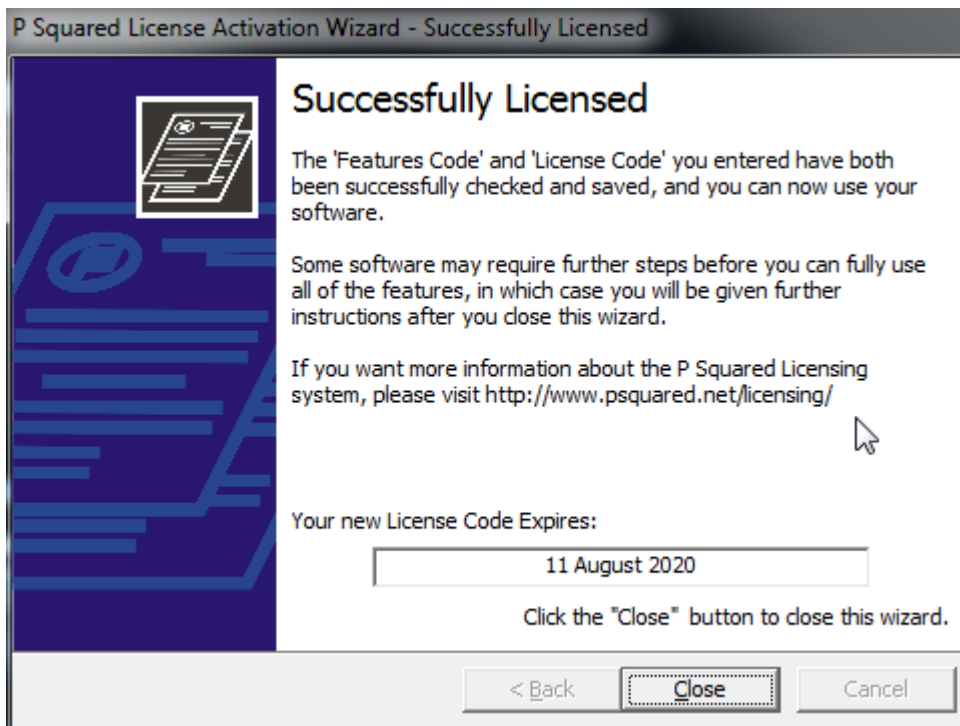 P Squared License Activation Wizard - Successfully Licensed
Successfully Licensed
The 'Features Code' and 'License Code' you entered have both
been successfully checked and saved, and you can now use your
software.
Some software may require further steps before you can fully use
all of the features, in which case you will be given further
instructions after you close this wizard.
If you want more information about the P Squared Licensing
system, please visit http://www.psquared.net/licensing/
Your new License Code Expires:
11 August 2020
Click the "Close" button to close this wizard.
< Back
Close
Cancel